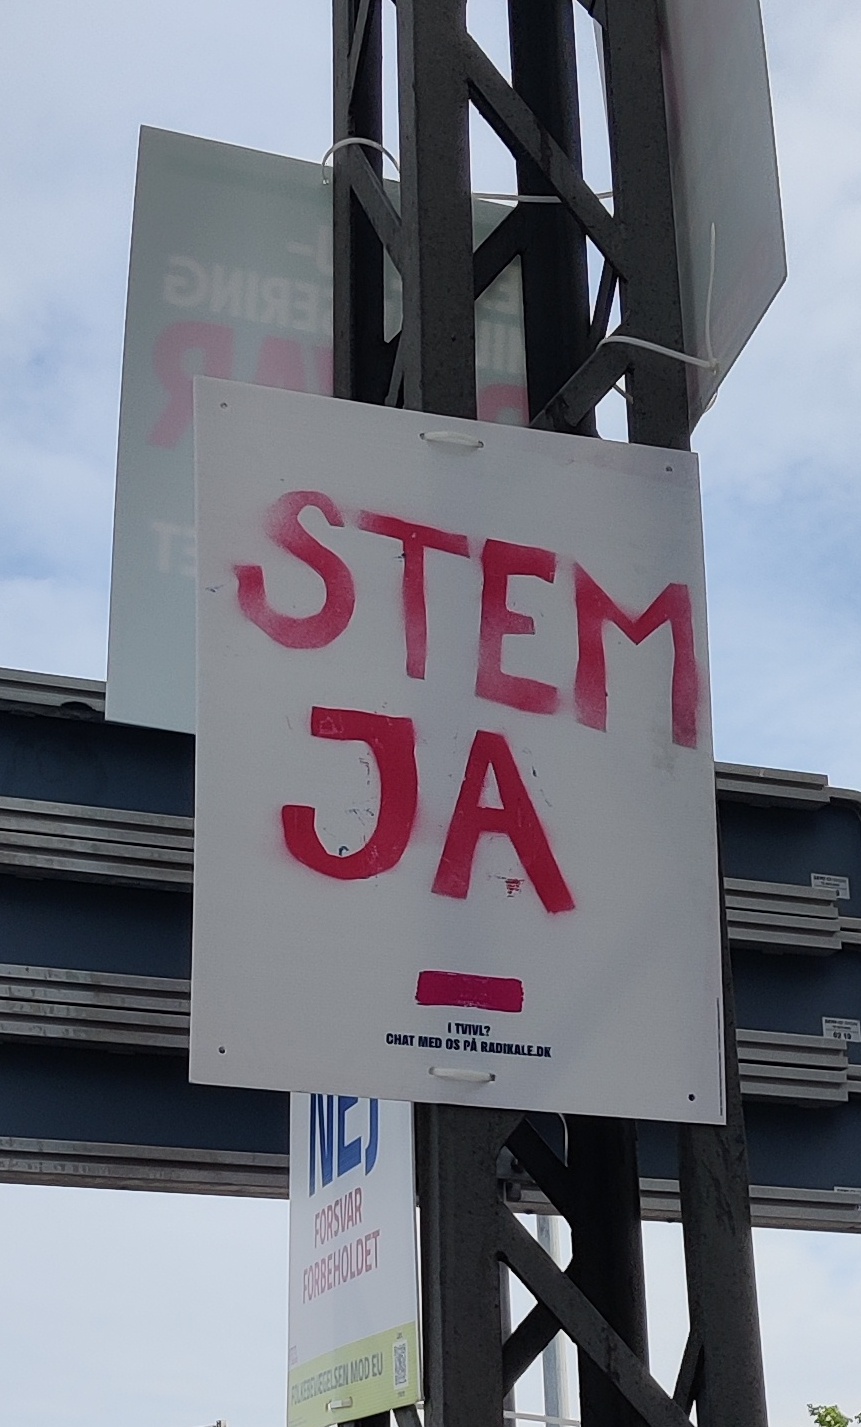 STEM
JA
I TVIVL?
CHAT MED OS PÅ RADIKALE.DK
NEJ
FORSVAR
FORBEHOLDET
FOLKEBEVÆGELSEN MOD EU